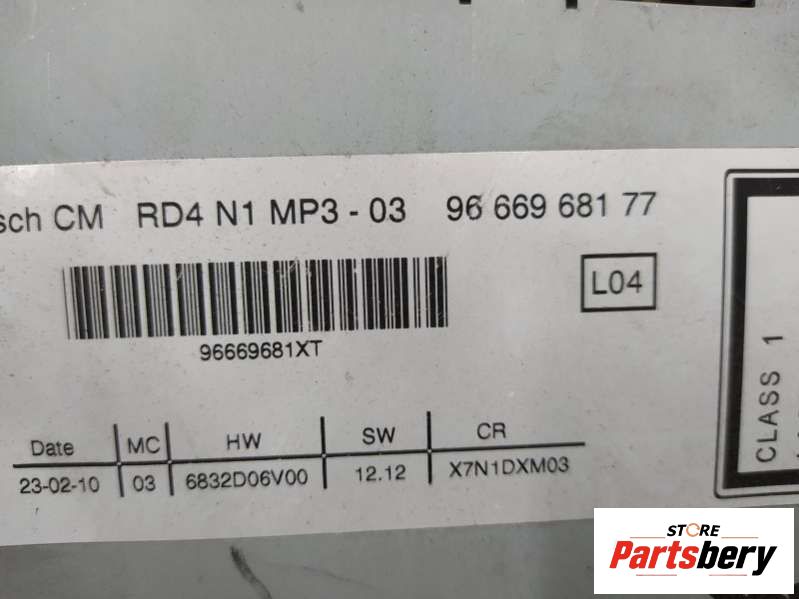 CM RD4 N1 MP3 - 03 96 669 681 77
L04
96669681XT
Date MC HW SW CR
23-02-10 03 6832D06V00 12.12 X7N1DXM03
CLASS 1
STORE
Partsbery